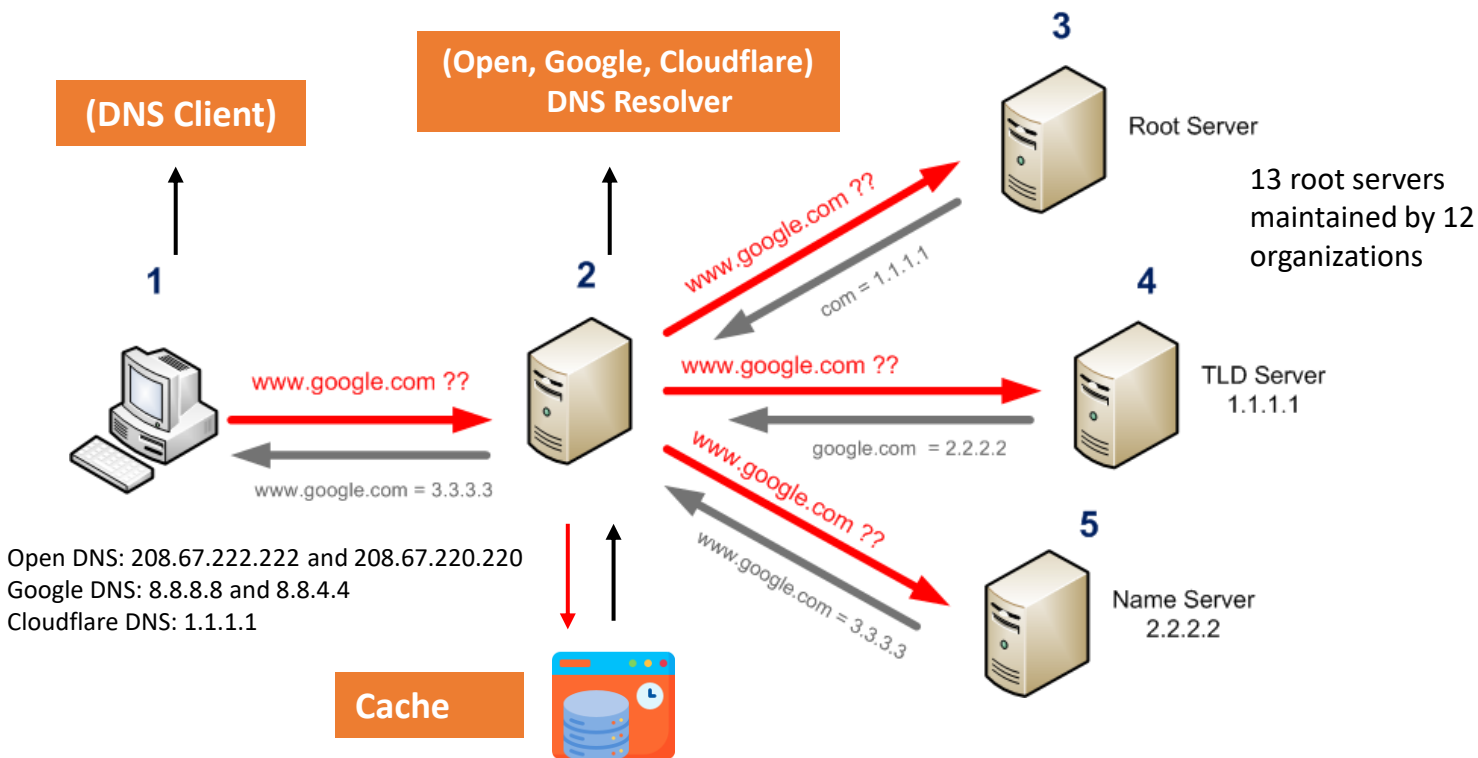 (DNS Client)
(Open, Google, Cloudflare)
DNS Resolver
3
Root Server
13 root servers
maintained by 12
organizations
1
2
www.google.com ??
com = 1.1.1.1
4
www.google.com ??
www.google.com = 3.3.3.3
www.google.com ??
google.com = 2.2.2.2
TLD Server
1.1.1.1
www.google.com ??
www.google.com = 3.3.3.3
5
Name Server
2.2.2.2
Open DNS: 208.67.222.222 and 208.67.220.220
Google DNS: 8.8.8.8 and 8.8.4.4
Cloudflare DNS: 1.1.1.1
Cache